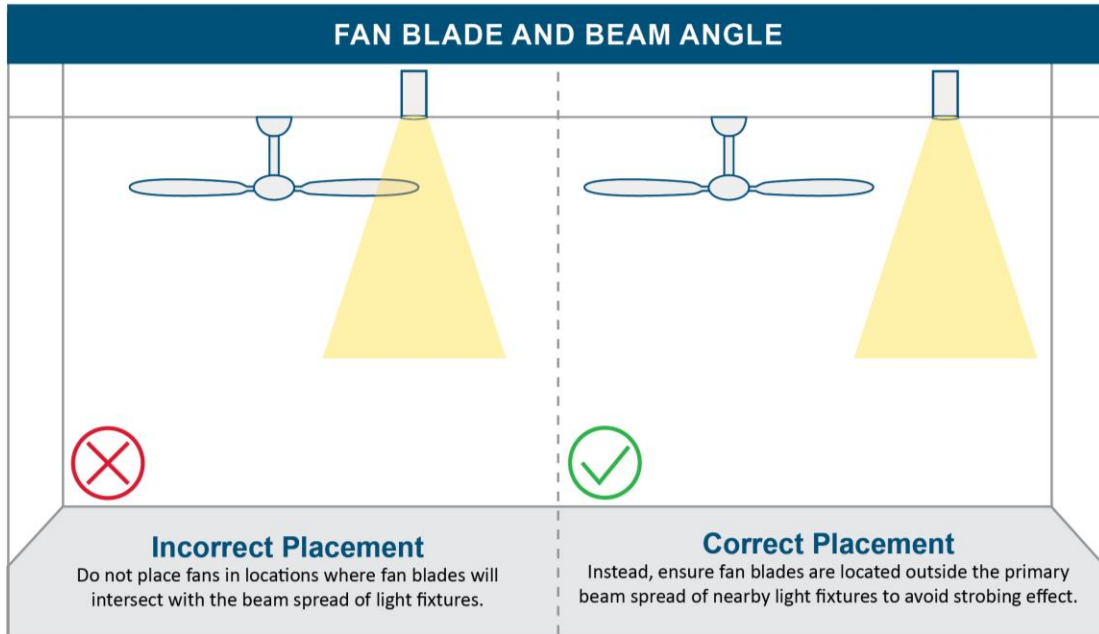 FAN BLADE AND BEAM ANGLE
Incorrect Placement
Do not place fans in locations where fan blades will
intersect with the beam spread of light fixtures.
Correct Placement
Instead, ensure fan blades are located outside the primary
beam spread of nearby light fixtures to avoid strobing effect.